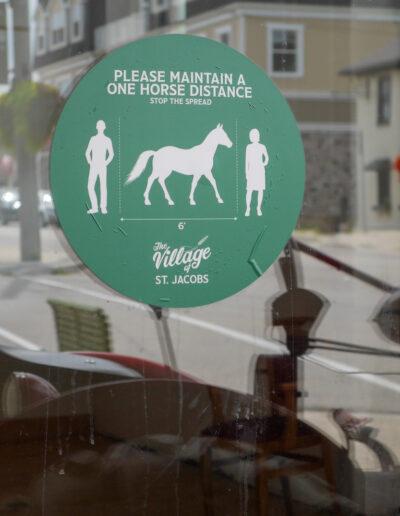 PLEASE MAINTAIN A
ONE HORSE DISTANCE
STOP THE SPREAD
6'
The
Village
of
ST. JACOBS